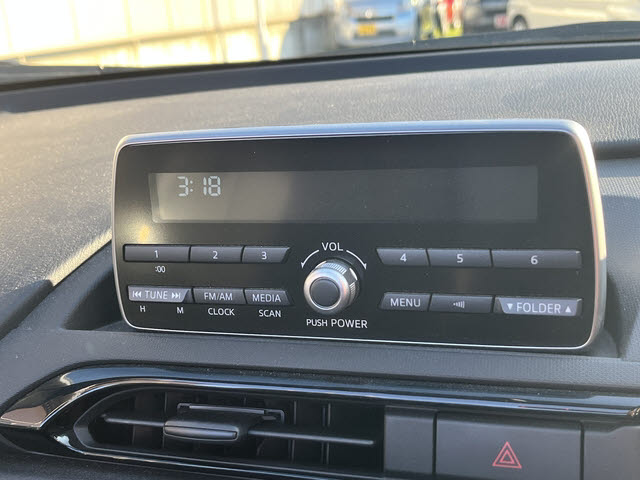 3:18
VOL
1 2 3 4 5 6
:00
TUNE FM/AM MEDIA MENU FOLDER
H M CLOCK SCAN
PUSH POWER